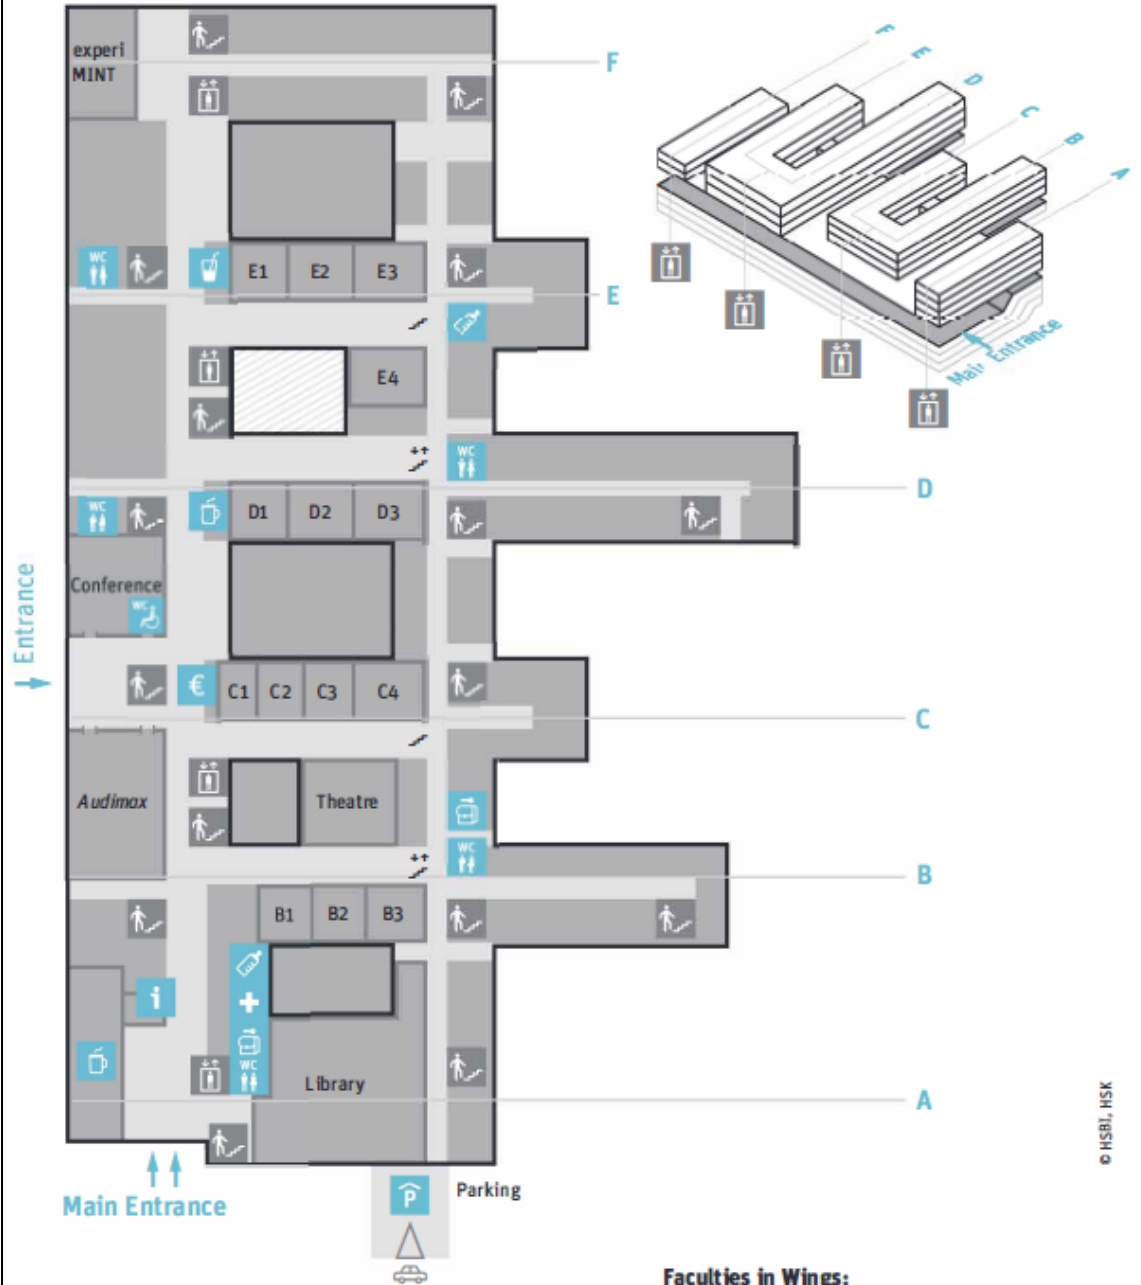 experi
MINT
F
F
E
D
C
B
A
WC
E1
E2
E3
E
E4
Main Entrance
WC
D
WC
D1
D2
D3
Conference
WC
Entrance
€
C1
C2
C3
C4
C
Audimax
Theatre
WC
B
B1
B2
B3
i
WC
Library
A
© HSBI, HSK
Main Entrance
P
Parking
Faculties in Wings: